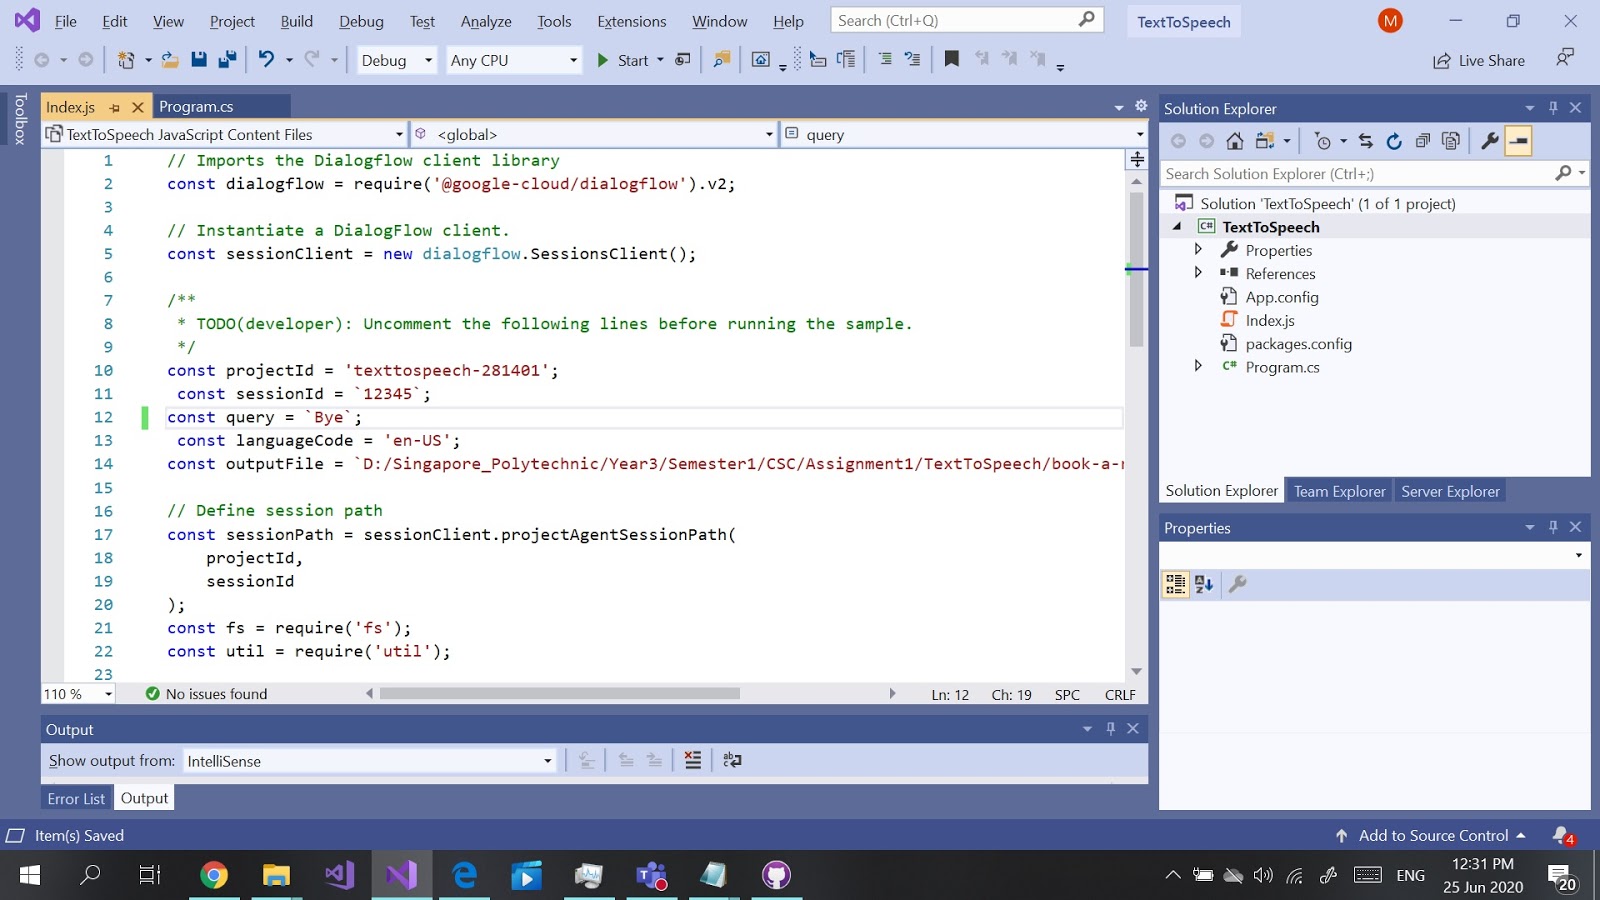 File Edit View Project Build Debug Test Analyze Tools Extensions Window Help Search (Ctrl+Q) TextToSpeech M
Debug Any CPU Start Live Share
Toolbox
Index.js Program.cs
TextToSpeech JavaScript Content Files <global> query
1 // Imports the Dialogflow client library
2 const dialogflow = require('@google-cloud/dialogflow').v2;
3
4 // Instantiate a DialogFlow client.
5 const sessionClient = new dialogflow.SessionsClient();
6
7 /**
8 * TODO(developer): Uncomment the following lines before running the sample.
9 */
10 const projectId = 'texttospeech-281401';
11 const sessionId = `12345`;
12 const query = `Bye`;
13 const languageCode = 'en-US';
14 const outputFile = `D:/Singapore_Polytechnic/Year3/Semester1/CSC/Assignment1/TextToSpeech/book-a-r
15
16 // Define session path
17 const sessionPath = sessionClient.projectAgentSessionPath(
18 projectId,
19 sessionId
20 );
21 const fs = require('fs');
22 const util = require('util');
23
110 % No issues found Ln: 12 Ch: 19 SPC CRLF
Output
Show output from: IntelliSense
Error List Output
Solution Explorer
Search Solution Explorer (Ctrl+;)
Solution 'TextToSpeech' (1 of 1 project)
C# TextToSpeech
Properties
References
App.config
Index.js
packages.config
C# Program.cs
Solution Explorer Team Explorer Server Explorer
Properties
Item(s) Saved Add to Source Control 4
ENG 12:31 PM
25 Jun 2020 20